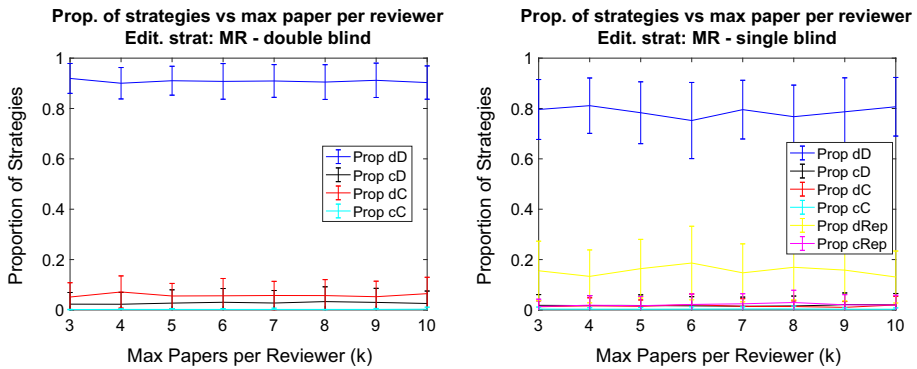 Prop. of strategies vs max paper per reviewer
Edit. strat: MR - double blind
Proportion of Strategies
1
0.8
0.6
0.4
0.2
0
Prop dD
Prop cD
Prop dC
Prop cC
3 4 5 6 7 8 9 10
Max Papers per Reviewer (k)
Prop. of strategies vs max paper per reviewer
Edit. strat: MR - single blind
Proportion of Strategies
1
0.8
0.6
0.4
0.2
0
Prop dD
Prop cD
Prop dC
Prop cC
Prop dRep
Prop cRep
3 4 5 6 7 8 9 10
Max Papers per Reviewer (k)